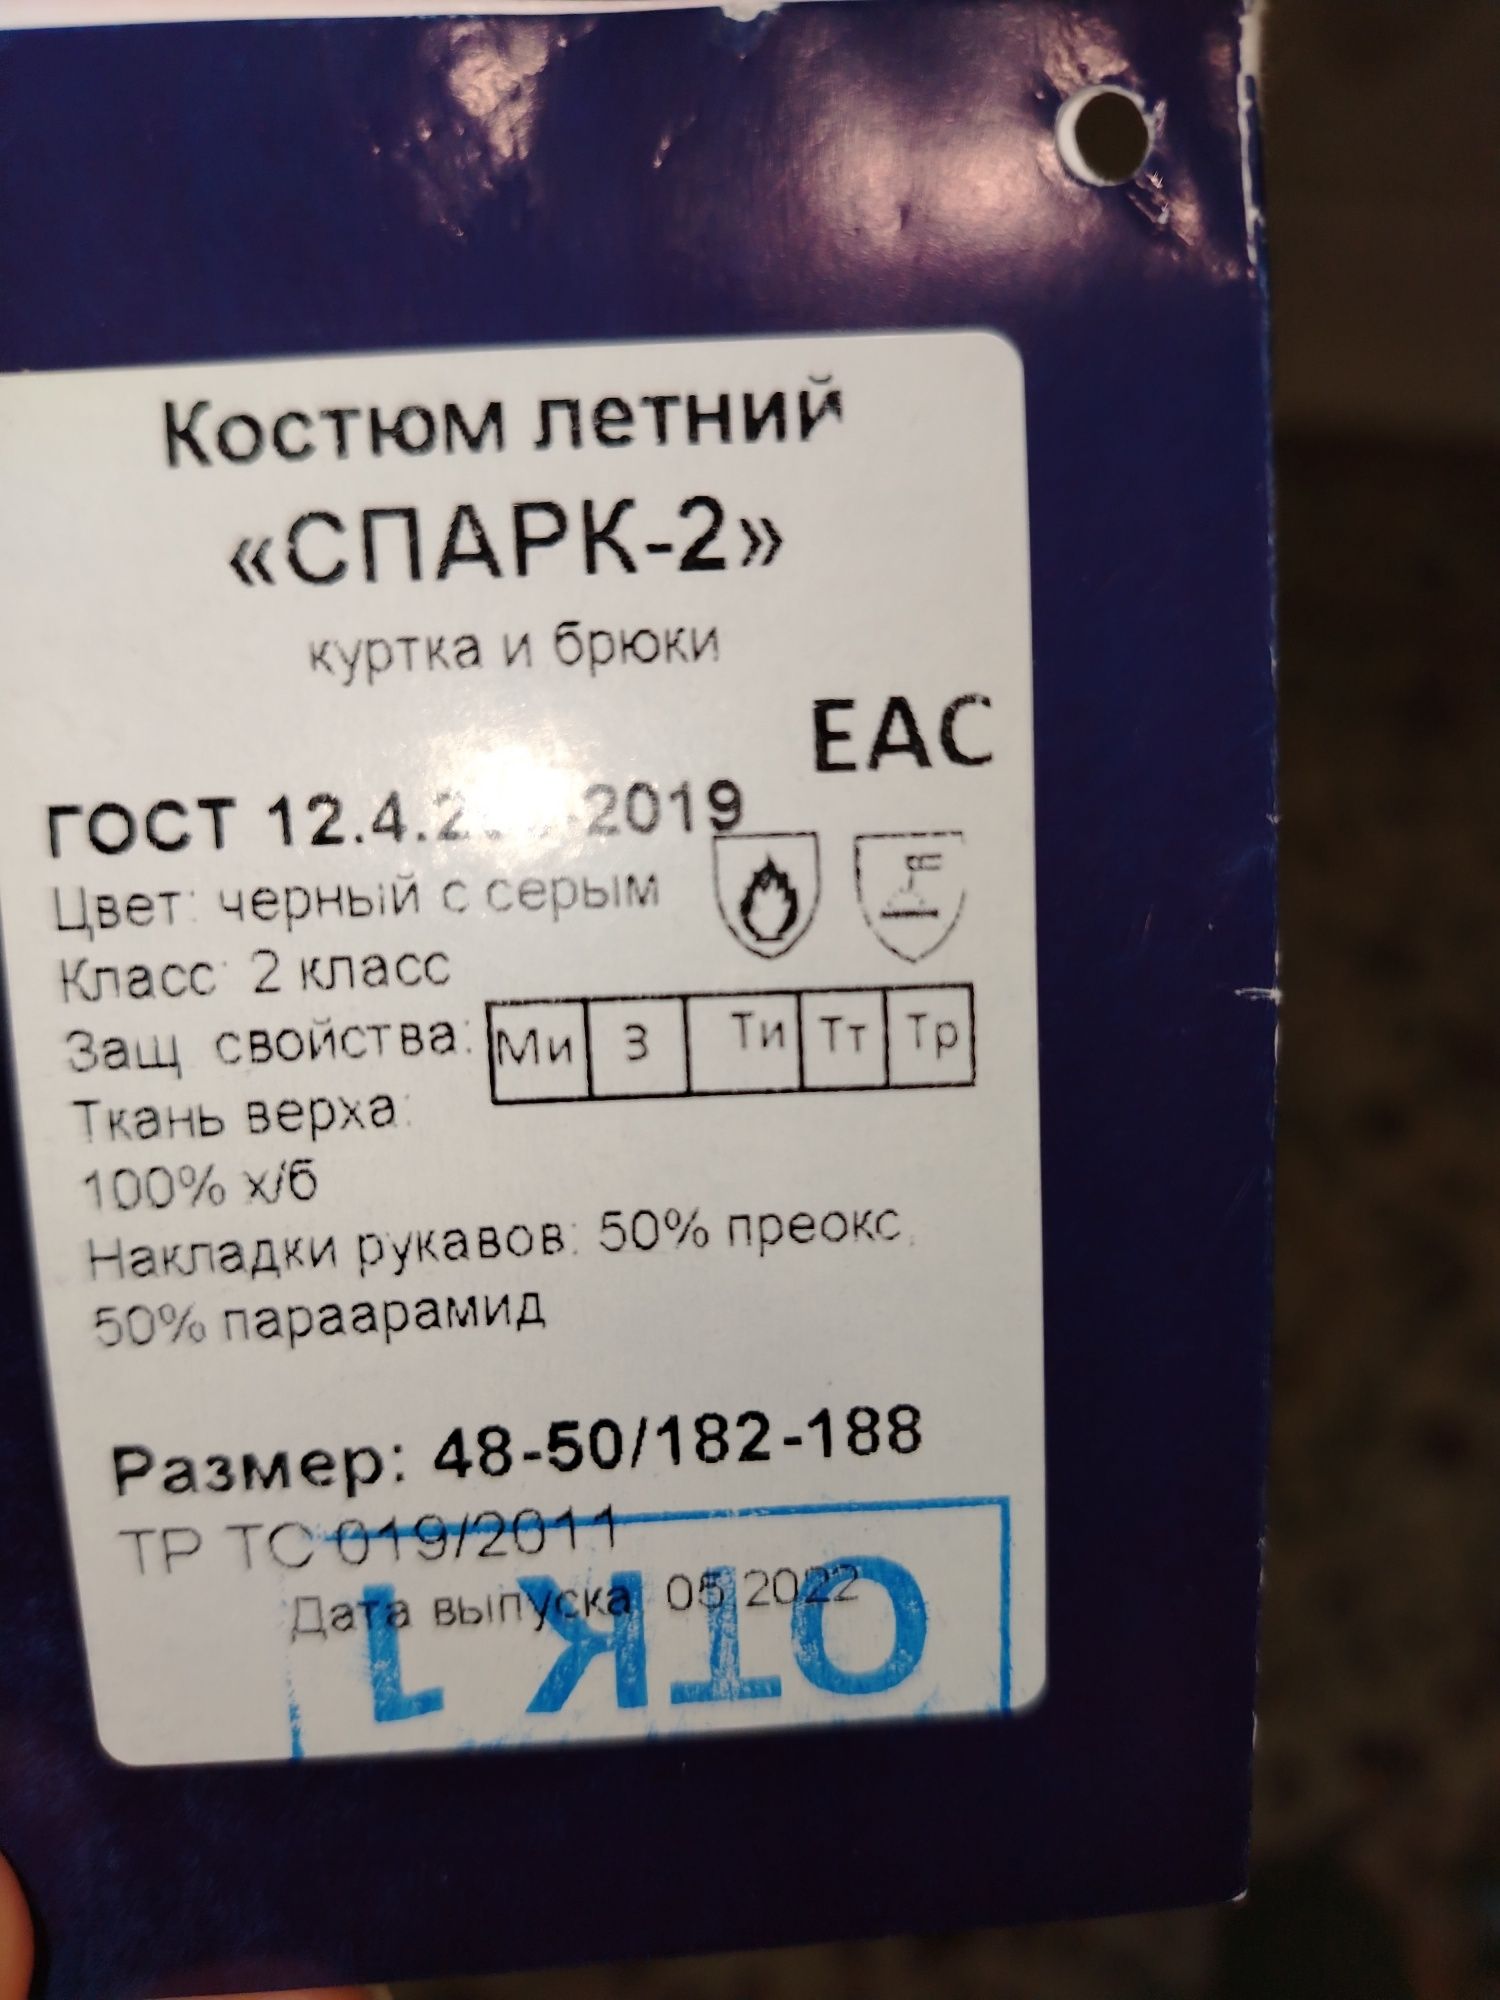 Костюм летний
«СПАРК-2»
куртка и брюки
EAC
ГОСТ 12.4.2 -2019
Цвет: черный с серым
Класс: 2 класс
Защ свойства: Ми З Ти Тт Тр
Ткань верха:
100% х/б
Накладки рукавов: 50% преокс,
50% параарамид
Размер: 48-50/182-188
ТР ТС 019/2011
Дата выпуска 05 2022
ОТК 1